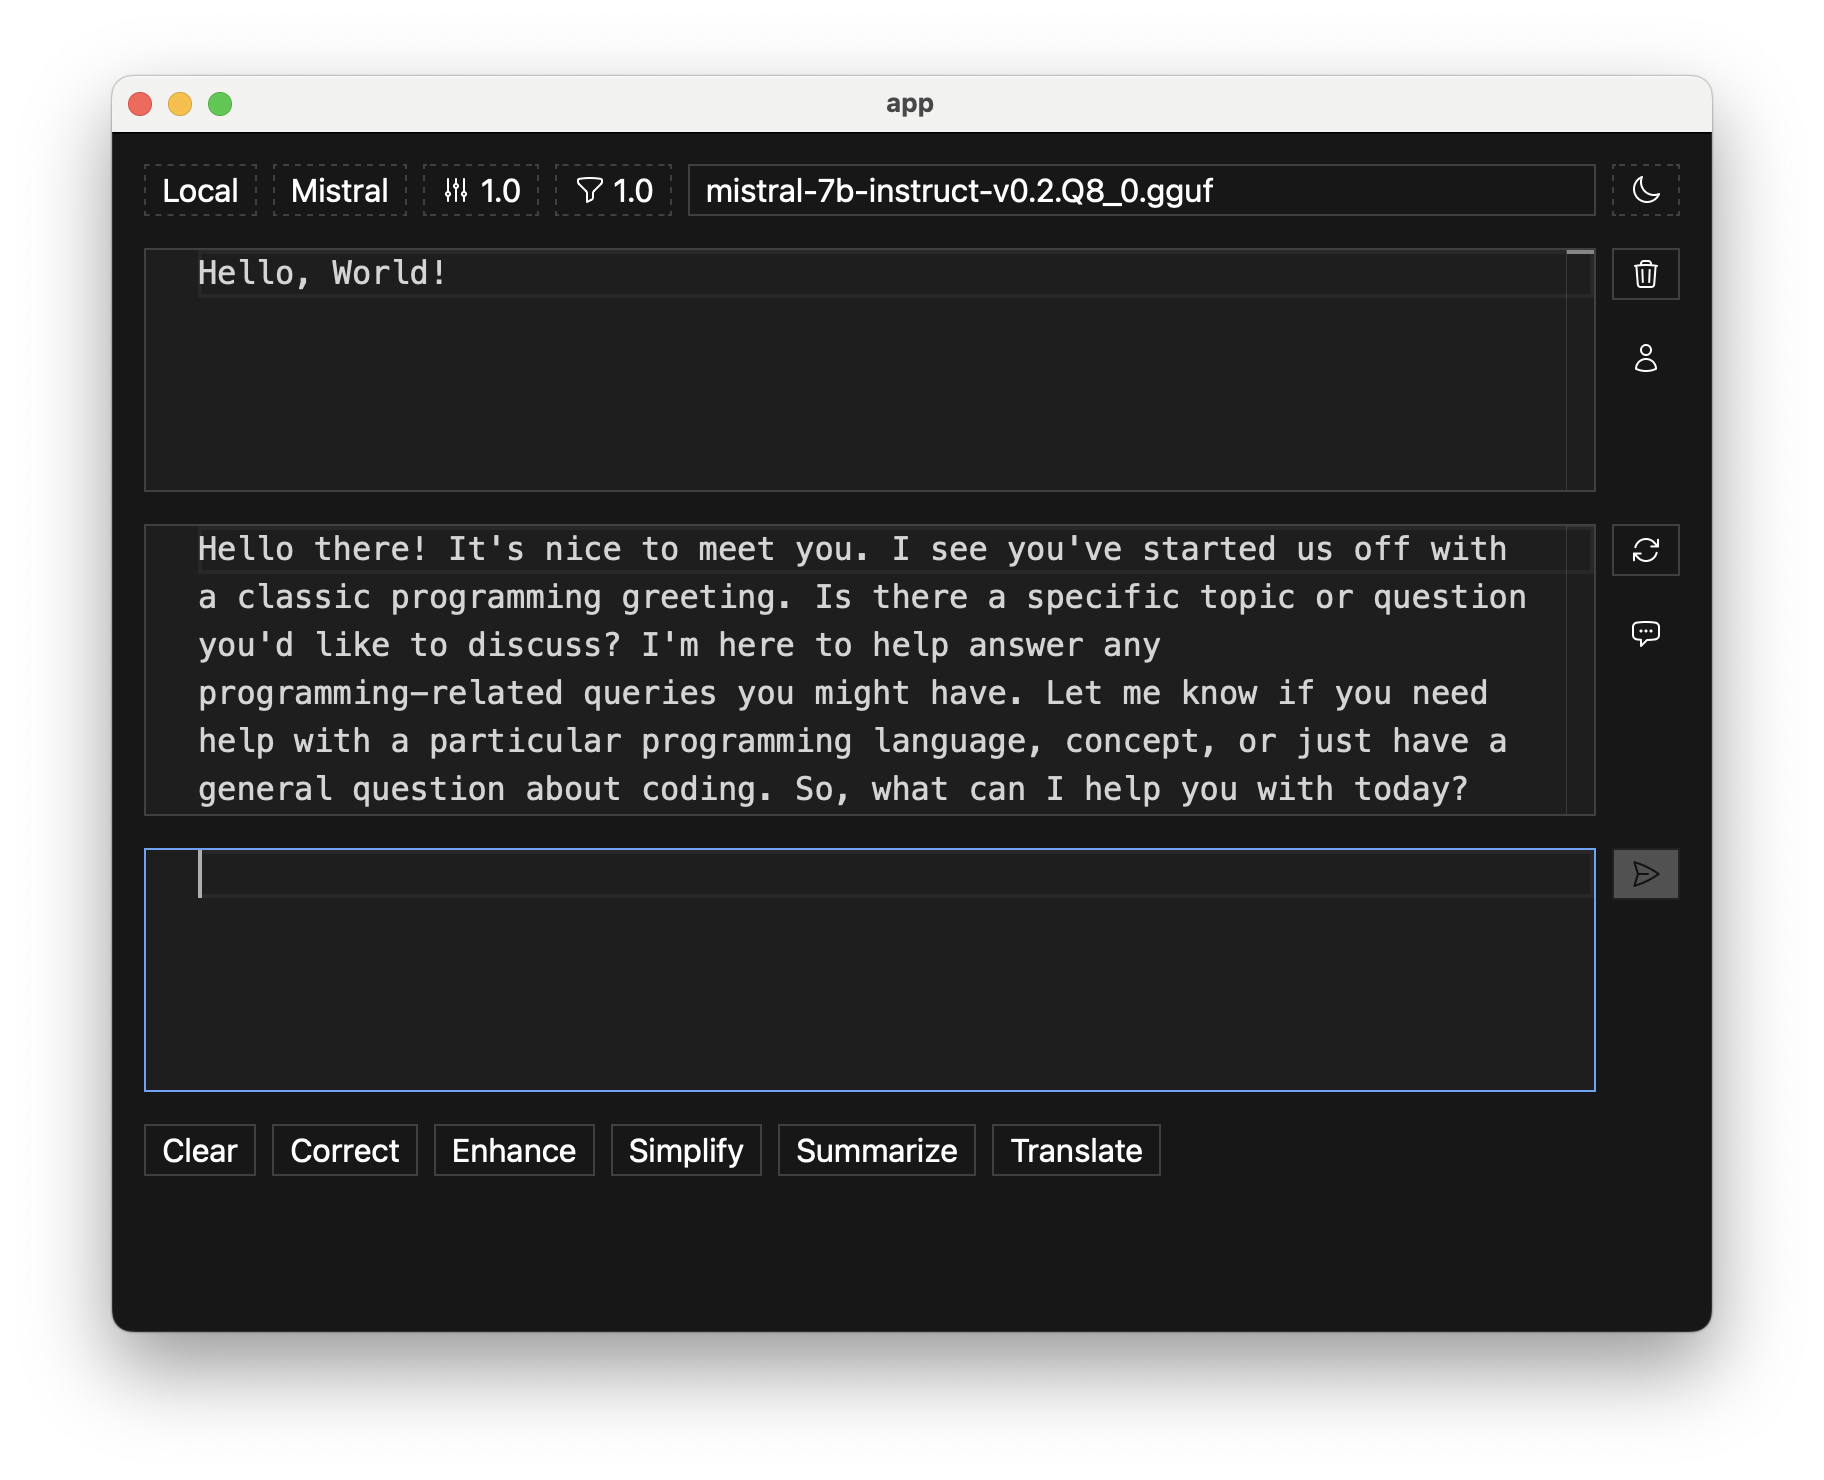 app
Local Mistral 1.0 1.0 mistral-7b-instruct-v0.2.Q8_0.gguf
Hello, World!
Hello there! It's nice to meet you. I see you've started us off with
a classic programming greeting. Is there a specific topic or question
you'd like to discuss? I'm here to help answer any
programming-related queries you might have. Let me know if you need
help with a particular programming language, concept, or just have a
general question about coding. So, what can I help you with today?
Clear Correct Enhance Simplify Summarize Translate